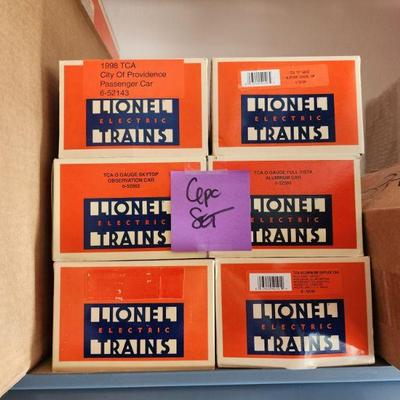 1998 TCA
City Of Providence
Passenger Car
6-52143
LIONEL
ELECTRIC
TRAINS
LIONEL
ELECTRIC
TRAINS
TCA O GAUGE SKYTOP
OBSERVATION CAR
LIONEL
ELECTRIC
TRAINS
6pc
SET
TCA O GAUGE FULL VISTA
ALUMINUM CAR
LIONEL
ELECTRIC
TRAINS
LIONEL
ELECTRIC
TRAINS
LIONEL
ELECTRIC
TRAINS